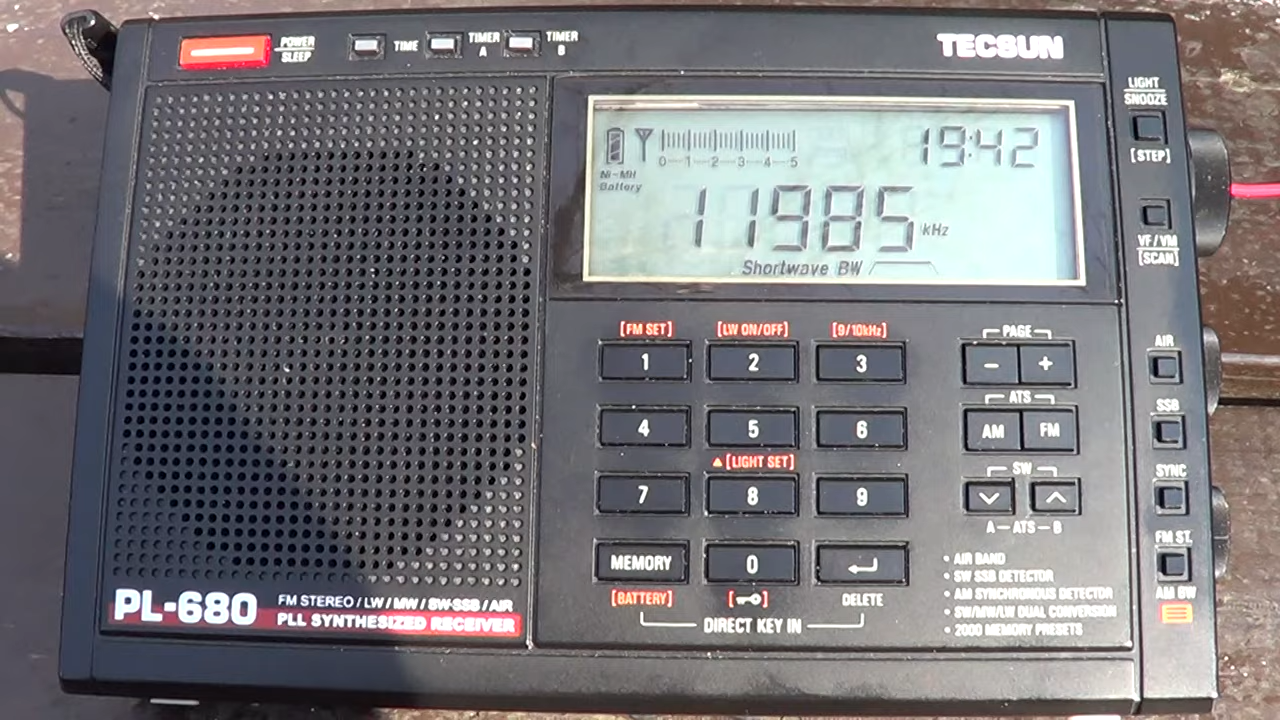 POWER
SLEEP
TIME
TIMER
A
TIMER
B
TECSUN
LIGHT
SNOOZE
[STEP]
Ni-MH
Battery
0 1 2 3 4 5
19:42
11985 kHz
Shortwave BW
VF/VM
[SCAN]
[FM SET] [LW ON/OFF] [9/10kHz]
1 2 3
PAGE
- +
AIR
4 5 6
ATS
AM FM
SSB
[LIGHT SET]
7 8 9
SW
A-ATS-B
SYNC
MEMORY 0
[BATTERY]
DELETE
DIRECT KEY IN
FM ST.
AM BW
• AIR BAND
• SW SSB DETECTOR
• AM SYNCHRONOUS DETECTOR
• SW/MW/LW DUAL CONVERSION
• 2000 MEMORY PRESETS
PL-680
FM STEREO / LW / MW / SW-SSB / AIR
PLL SYNTHESIZED RECEIVER